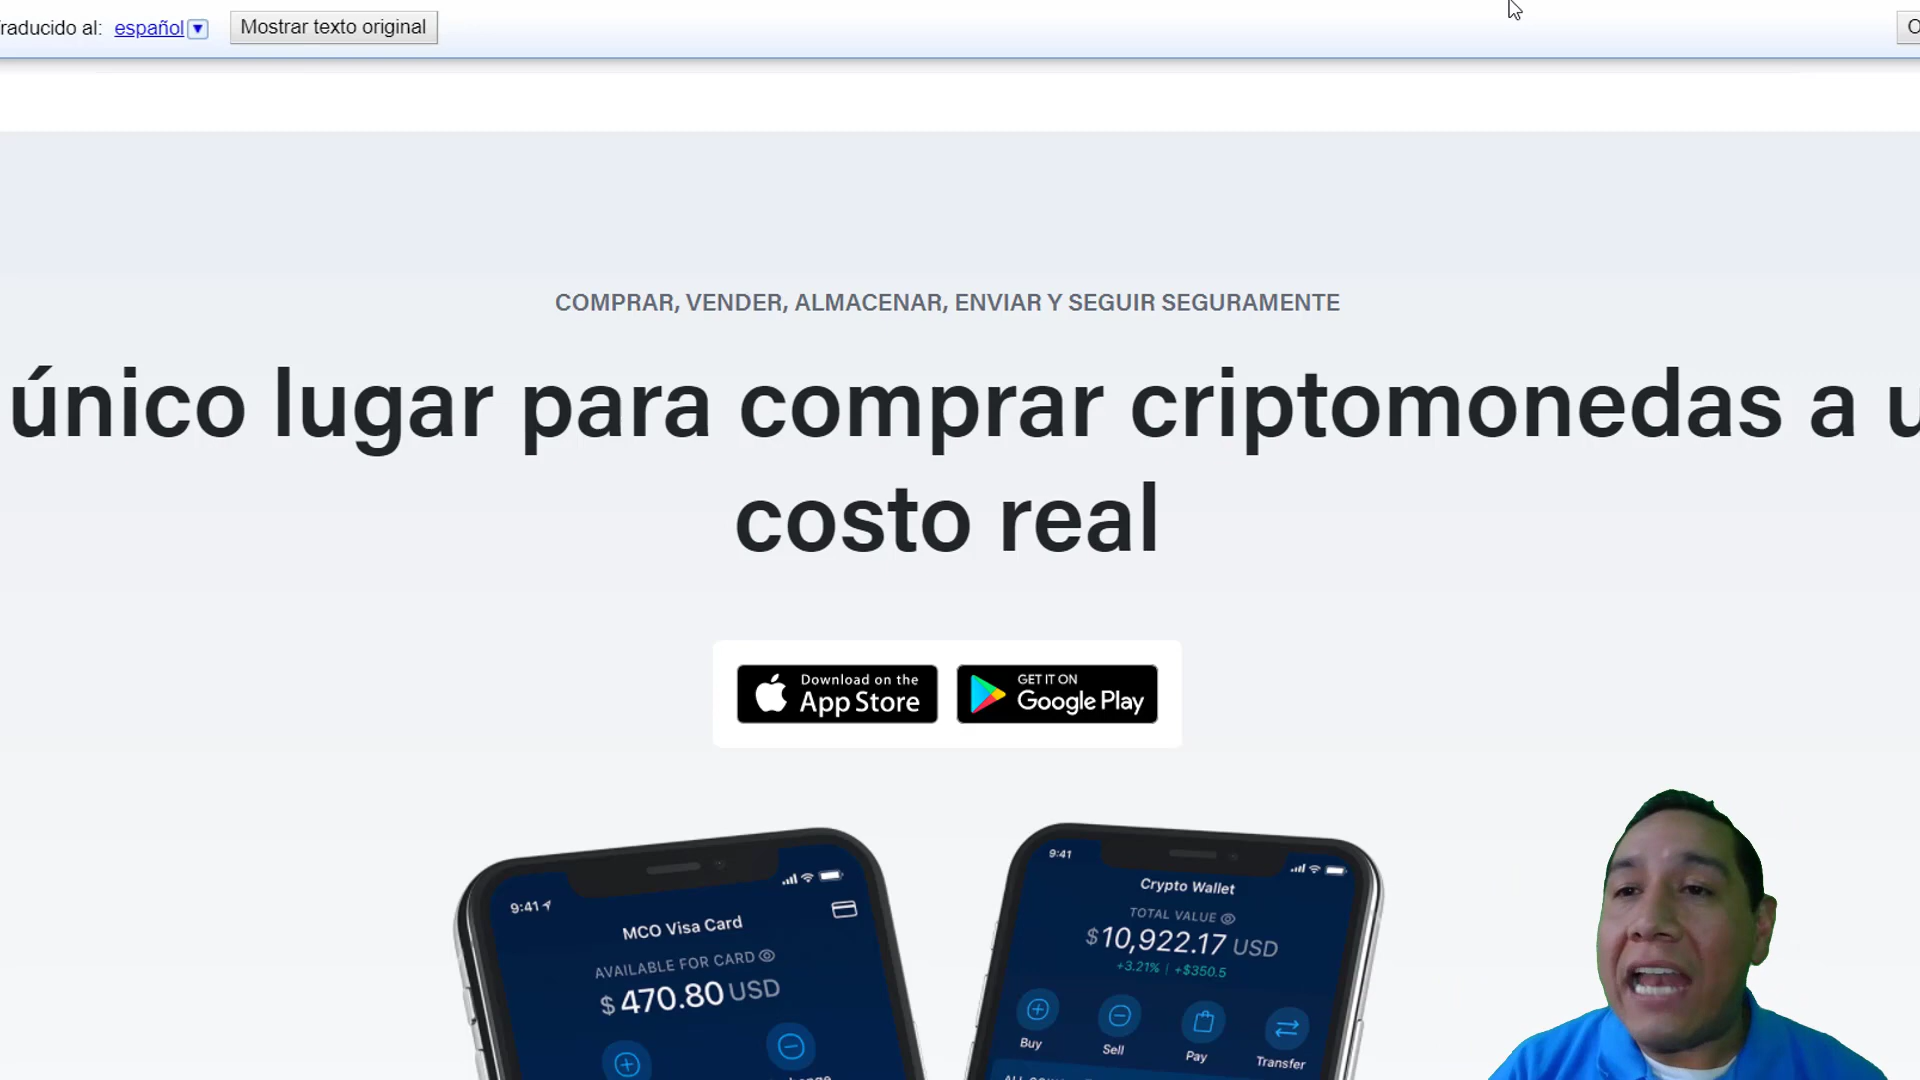 raducido al: español Mostrar texto original
COMPRAR, VENDER, ALMACENAR, ENVIAR Y SEGUIR SEGURAMENTE
único lugar para comprar criptomonedas a u
costo real
Download on the App Store
GET IT ON Google Play
9:41
MCO Visa Card
AVAILABLE FOR CARD
$470.80 USD
9:41
Crypto Wallet
TOTAL VALUE
$10,922.17 USD
+3.21% | +$350.5
Buy Sell Pay Transfer